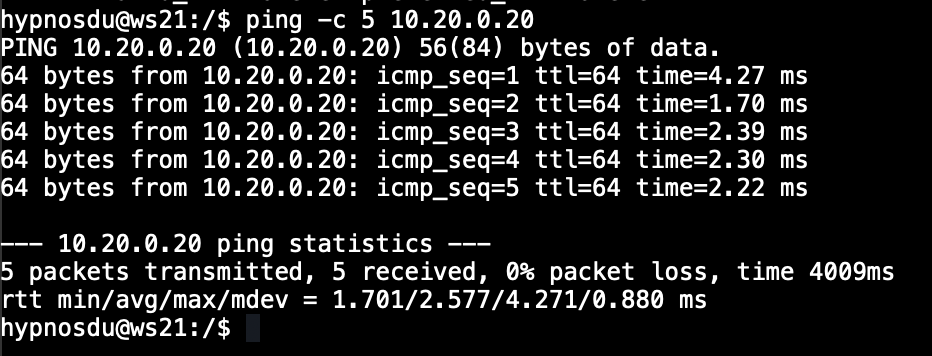 hypnosdu@ws21:/$ ping -c 5 10.20.0.20
PING 10.20.0.20 (10.20.0.20) 56(84) bytes of data.
64 bytes from 10.20.0.20: icmp_seq=1 ttl=64 time=4.27 ms
64 bytes from 10.20.0.20: icmp_seq=2 ttl=64 time=1.70 ms
64 bytes from 10.20.0.20: icmp_seq=3 ttl=64 time=2.39 ms
64 bytes from 10.20.0.20: icmp_seq=4 ttl=64 time=2.30 ms
64 bytes from 10.20.0.20: icmp_seq=5 ttl=64 time=2.22 ms

--- 10.20.0.20 ping statistics ---
5 packets transmitted, 5 received, 0% packet loss, time 4009ms
rtt min/avg/max/mdev = 1.701/2.577/4.271/0.880 ms
hypnosdu@ws21:/$